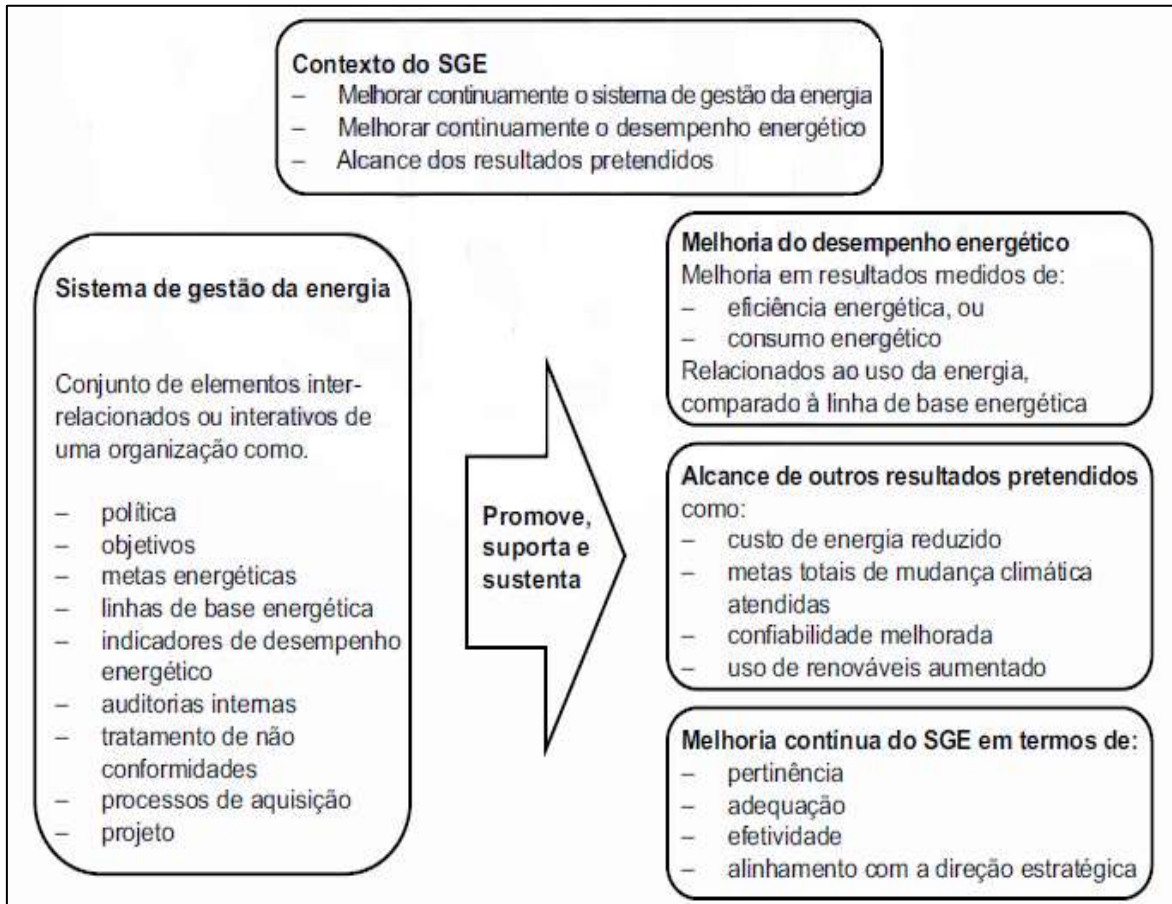 Contexto do SGE
– Melhorar continuamente o sistema de gestão da energia
– Melhorar continuamente o desempenho energético
– Alcance dos resultados pretendidos
Sistema de gestão da energia
Conjunto de elementos inter-
relacionados ou interativos de
uma organização como.
– política
– objetivos
– metas energéticas
– linhas de base energética
– indicadores de desempenho
energético
– auditorias internas
– tratamento de não
conformidades
– processos de aquisição
– projeto
Promove,
suporta e
sustenta
Melhoria do desempenho energético
Melhoria em resultados medidos de:
– eficiência energética, ou
– consumo energético
Relacionados ao uso da energia,
comparado à linha de base energética
Alcance de outros resultados pretendidos
como:
– custo de energia reduzido
– metas totais de mudança climática
atendidas
– confiabilidade melhorada
– uso de renováveis aumentado
Melhoria contínua do SGE em termos de:
– pertinência
– adequação
– efetividade
– alinhamento com a direção estratégica